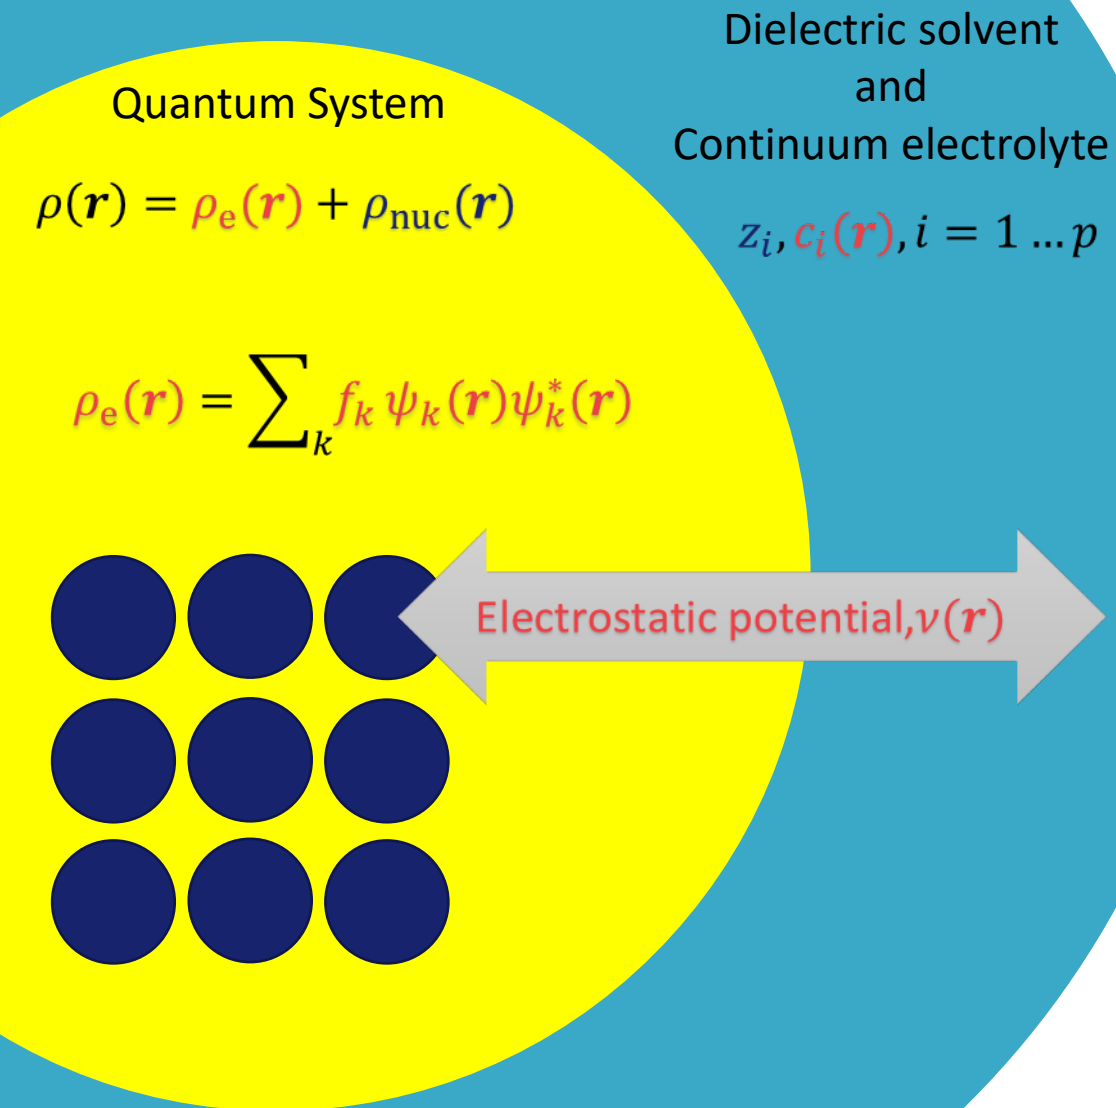 Dielectric solvent
and
Continuum electrolyte
Quantum System
ρ(r) = ρ_e(r) + ρ_nuc(r)
z_i, c_i(r), i = 1 ... p
ρ_e(r) = ∑_k f_k ψ_k(r)ψ_k^*(r)
Electrostatic potential,ν(r)